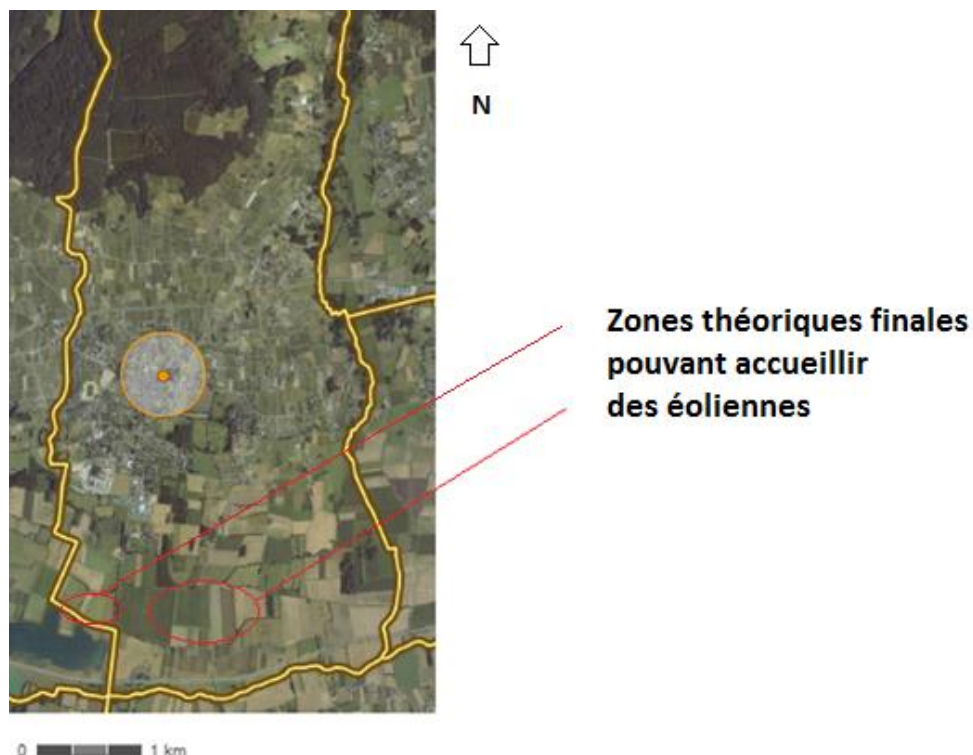 N
Zones théoriques finales
pouvant accueillir
des éoliennes
0 1 km